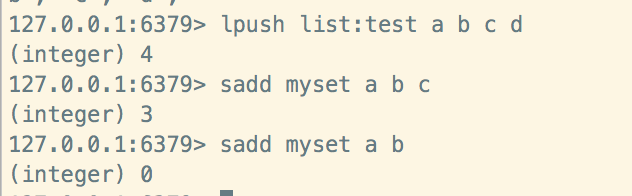 127.0.0.1:6379> lpush list:test a b c d
(integer) 4
127.0.0.1:6379> sadd myset a b c
(integer) 3
127.0.0.1:6379> sadd myset a b
(integer) 0